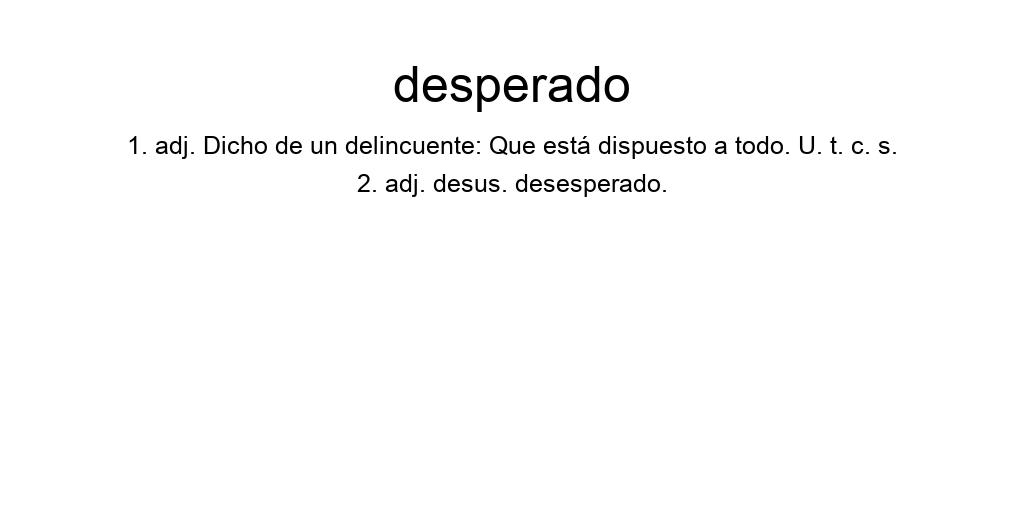 desperado
1. adj. Dicho de un delincuente: Que está dispuesto a todo. U. t. c. s.
2. adj. desus. desesperado.